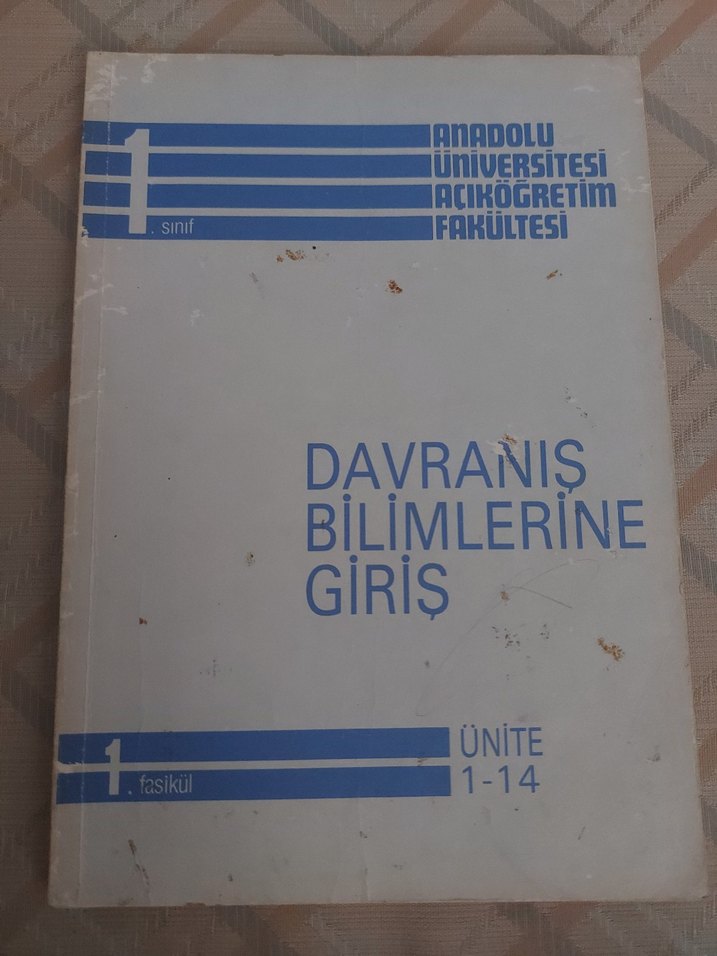 ANADOLU
ÜNİVERSİTESİ
AÇIKÖĞRETİM
FAKÜLTESİ
1. sınıf
DAVRANIŞ
BİLİMLERİNE
GİRİŞ
1. fasikül
ÜNİTE
1-14